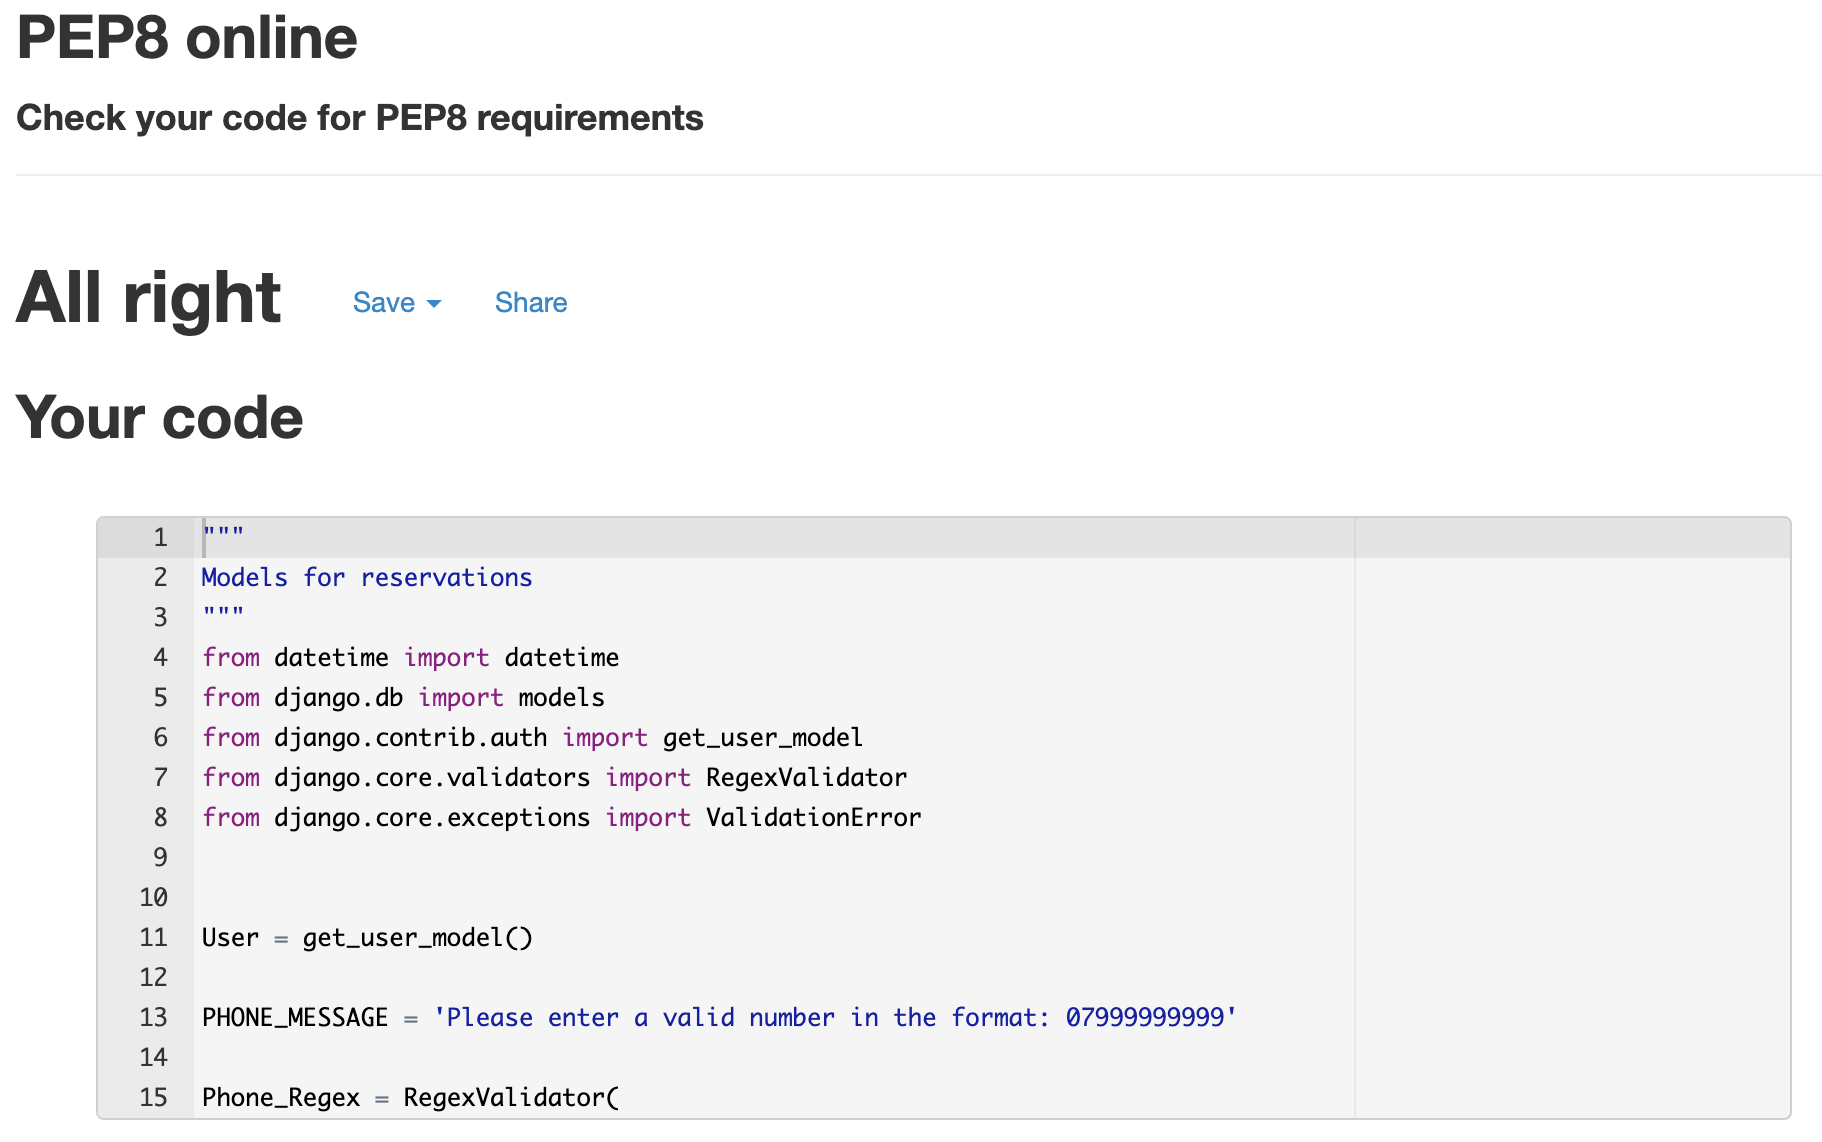 PEP8 online
Check your code for PEP8 requirements
All right Save Share
Your code
1 """
2 Models for reservations
3 """
4 from datetime import datetime
5 from django.db import models
6 from django.contrib.auth import get_user_model
7 from django.core.validators import RegexValidator
8 from django.core.exceptions import ValidationError
9
10
11 User = get_user_model()
12
13 PHONE_MESSAGE = 'Please enter a valid number in the format: 07999999999'
14
15 Phone_Regex = RegexValidator(